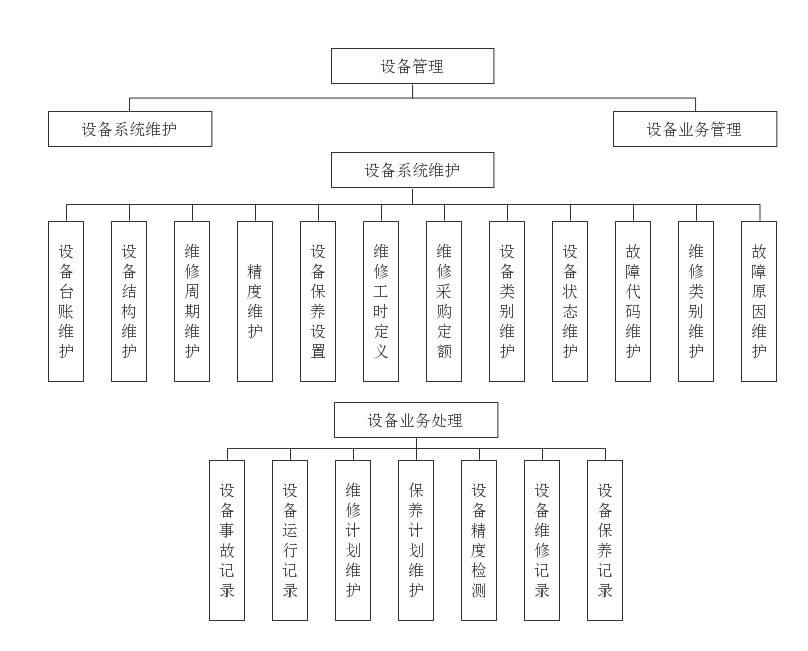 设备管理
设备系统维护
设备业务管理
设备系统维护
设备台账维护
设备结构维护
维修周期维护
精度维护
设备保养设置
维修工时定义
维修采购定额
设备类别维护
设备状态维护
故障代码维护
维修类别维护
故障原因维护
设备业务处理
设备事故记录
设备运行记录
维修计划维护
保养计划维护
设备精度检测
设备维修记录
设备保养记录